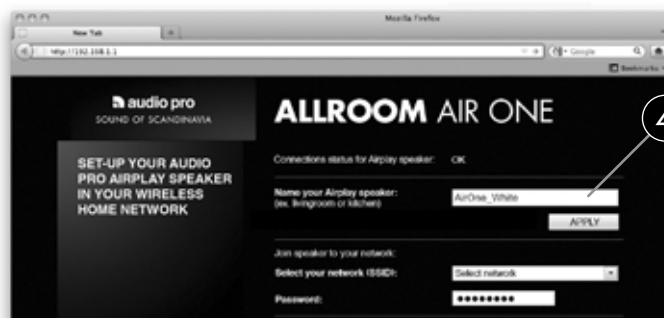 Mozilla Firefox
New Tab
http://192.168.1.1
Google
Bookmarks
audio pro
SOUND OF SCANDINAVIA
ALLROOM AIR ONE
SET-UP YOUR AUDIO
PRO AIRPLAY SPEAKER
IN YOUR WIRELESS
HOME NETWORK
Connections status for Airplay speaker: OK
Name your Airplay speaker:
(ex. livingroom or kitchen)
AirOne_White
APPLY
Join speaker to your network:
Select your network (SSID): Select network
Password:
4